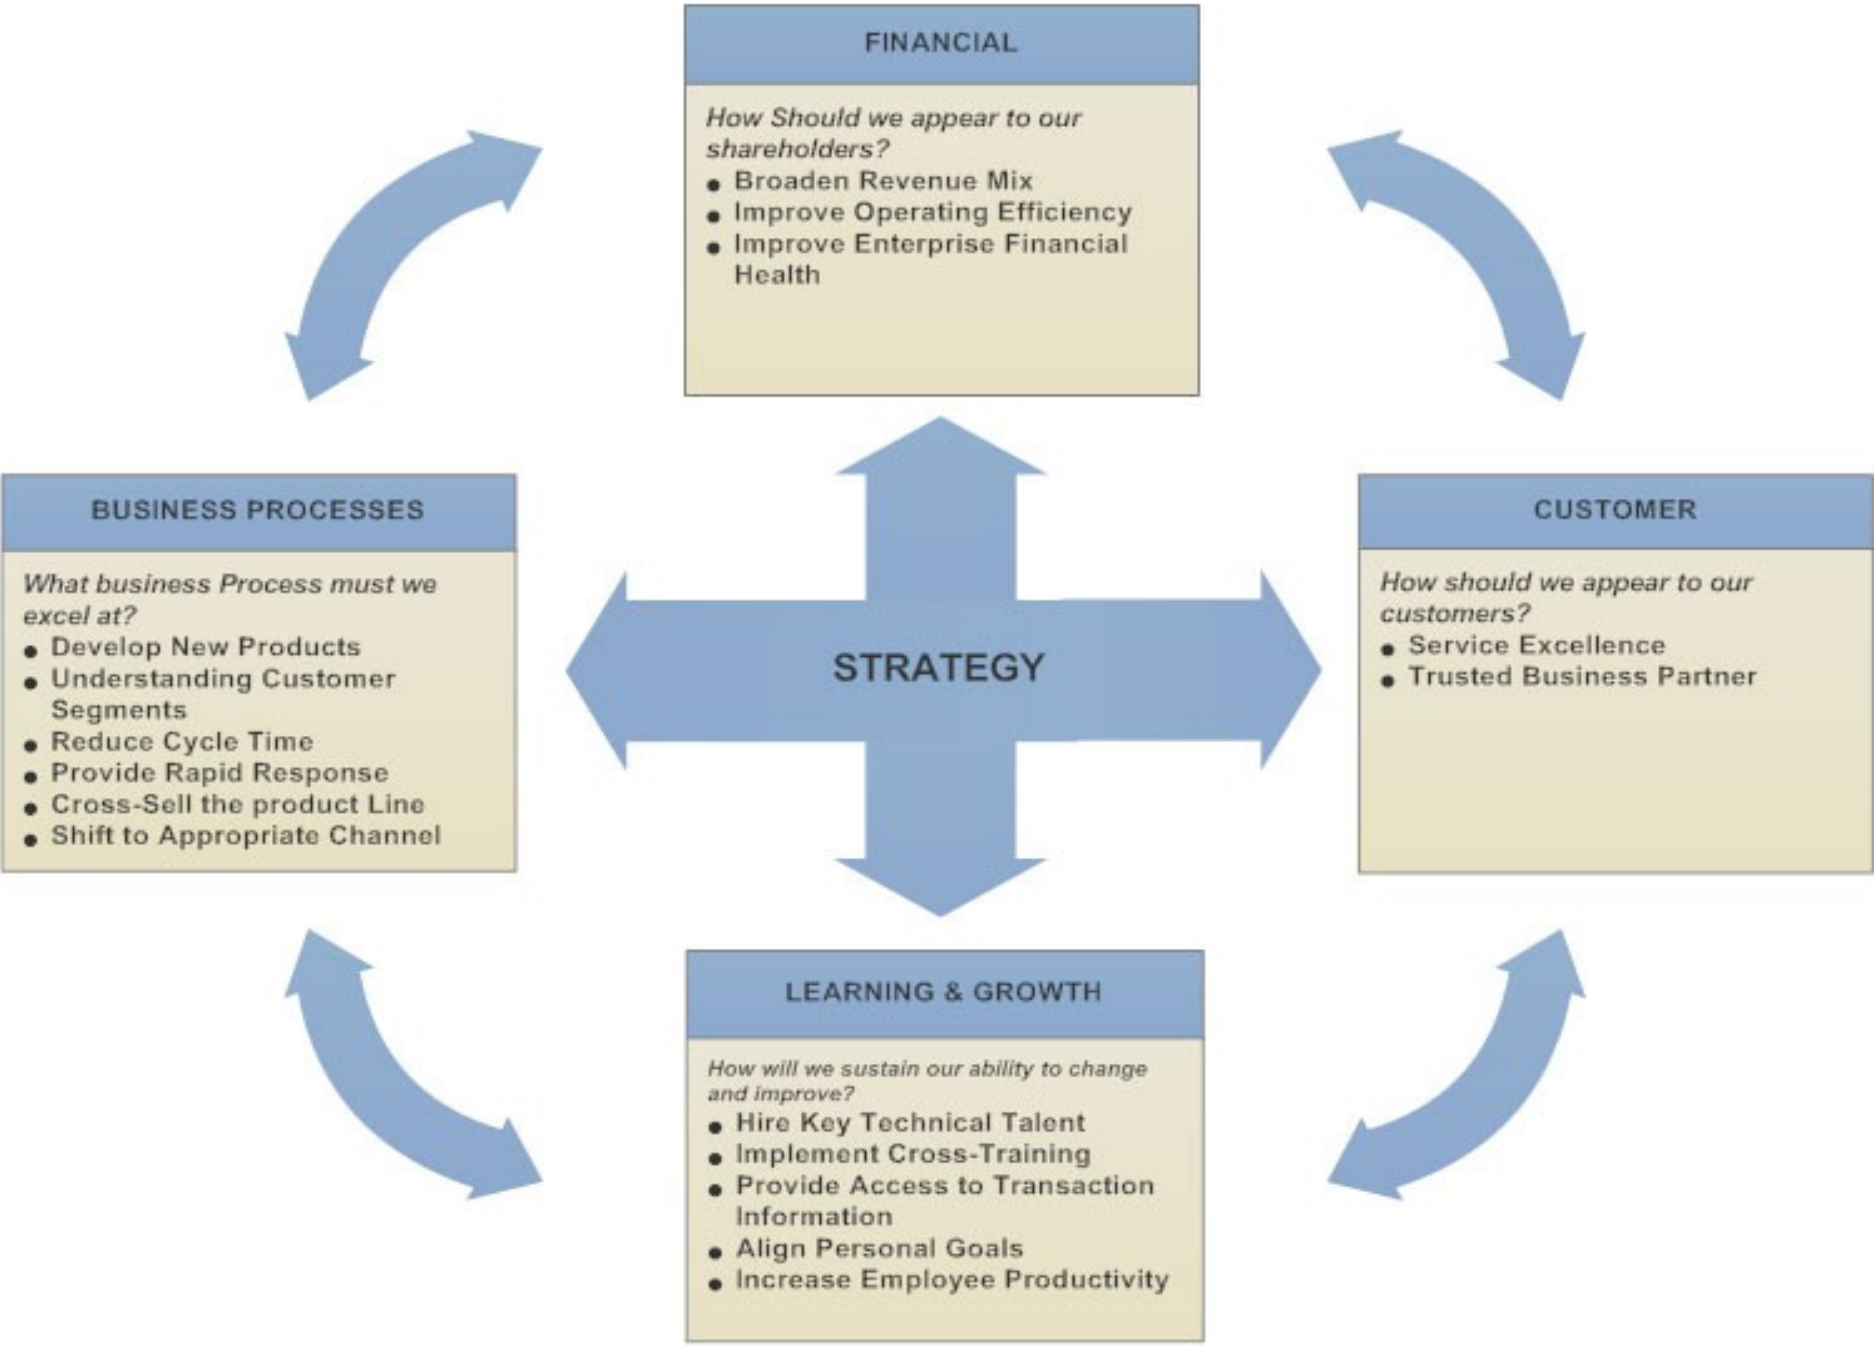 FINANCIAL
How Should we appear to our
shareholders?
● Broaden Revenue Mix
● Improve Operating Efficiency
● Improve Enterprise Financial
Health
BUSINESS PROCESSES
What business Process must we
excel at?
● Develop New Products
● Understanding Customer
Segments
● Reduce Cycle Time
● Provide Rapid Response
● Cross-Sell the product Line
● Shift to Appropriate Channel
STRATEGY
CUSTOMER
How should we appear to our
customers?
● Service Excellence
● Trusted Business Partner
LEARNING & GROWTH
How will we sustain our ability to change
and improve?
● Hire Key Technical Talent
● Implement Cross-Training
● Provide Access to Transaction
Information
● Align Personal Goals
● Increase Employee Productivity